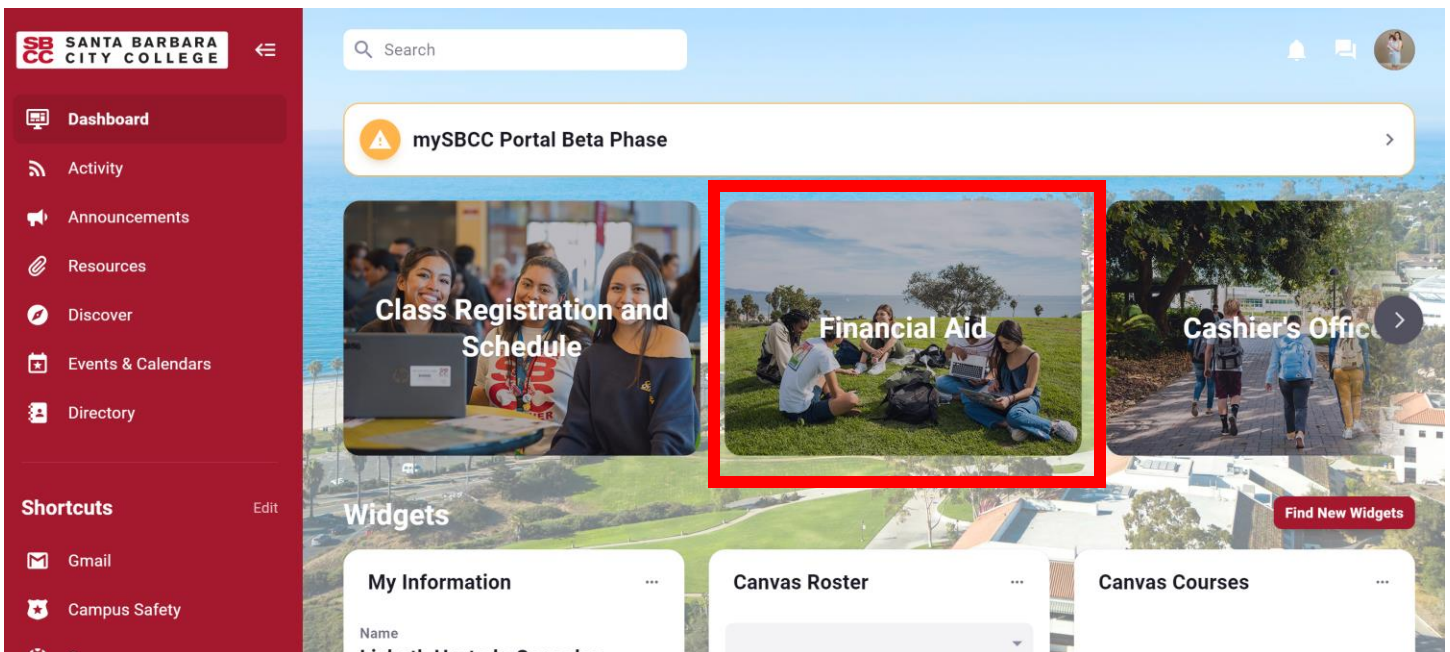 SBCC SANTA BARBARA CITY COLLEGE
Dashboard
Activity
Announcements
Resources
Discover
Events & Calendars
Directory
Shortcuts Edit
Gmail
Campus Safety
Search
mySBCC Portal Beta Phase
Class Registration and
Schedule
Financial Aid
Cashier's Offic
Widgets
Find New Widgets
My Information
Name
Canvas Roster
Canvas Courses